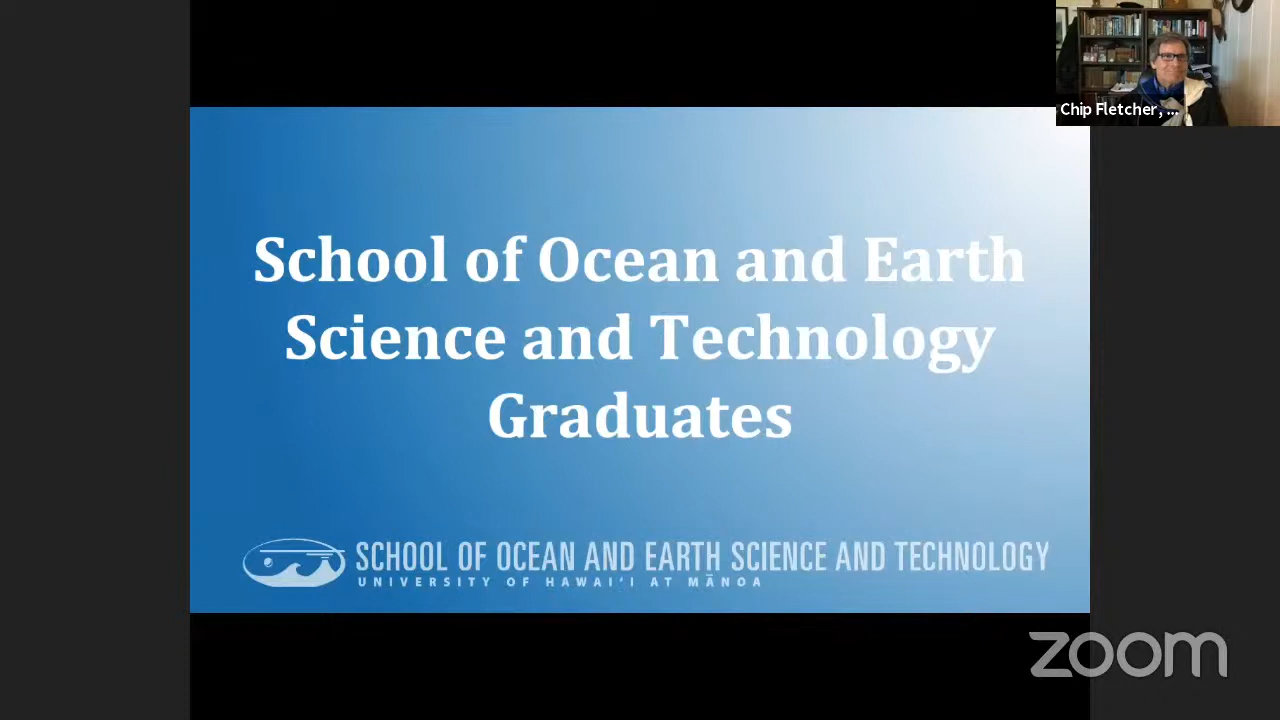 Chip Fletcher, ...
School of Ocean and Earth
Science and Technology
Graduates
SCHOOL OF OCEAN AND EARTH SCIENCE AND TECHNOLOGY
UNIVERSITY OF HAWAIʻI AT MĀNOA
zoom